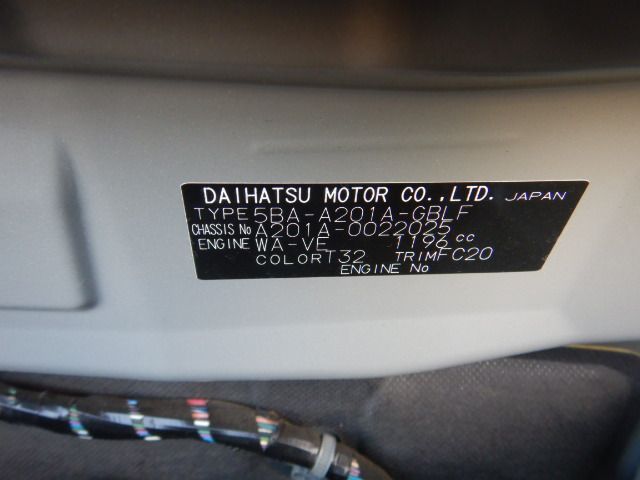 DAIHATSU MOTOR CO.,LTD. JAPAN
TYPE 5BA-A201A-GBLF
CHASSIS No A201A-0022025
ENGINE WA-VE 1196 cc
COLOR T32 TRIM FC20
ENGINE No